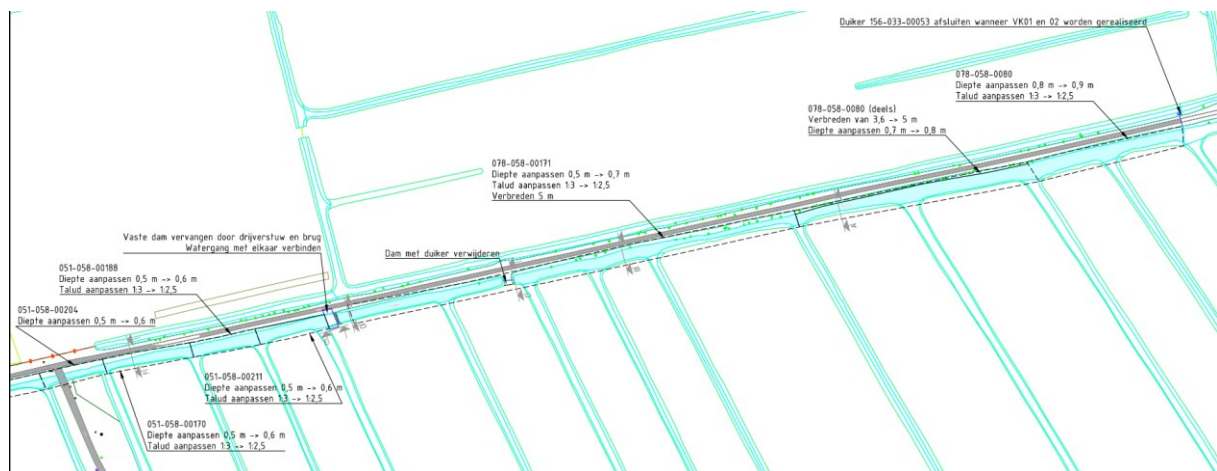 Duiker 156-033-00053 afsluiten wanneer VK01 en 02 worden gerealiseerd
078-058-0080
Diepte aanpassen 0,8 m -> 0,9 m
Talud aanpassen 1:3 -> 1:2,5
078-058-0080 (deels)
Verbreden van 3,6 -> 5 m
Diepte aanpassen 0,7 m -> 0,8 m
078-058-00171
Diepte aanpassen 0,5 m -> 0,7 m
Talud aanpassen 1:3 -> 1:2,5
Verbreden 5 m
Vaste dam vervangen door drijverstuw en brug
Watergang met elkaar verbinden
Dam met duiker verwijderen
051-058-00188
Diepte aanpassen 0,5 m -> 0,6 m
Talud aanpassen 1:3 -> 1:2,5
051-058-00204
Diepte aanpassen 0,5 m -> 0,6 m
051-058-00211
Diepte aanpassen 0,5 m -> 0,6 m
Talud aanpassen 1:3 -> 1:2,5
051-058-00170
Diepte aanpassen 0,5 m -> 0,6 m
Talud aanpassen 1:3 -> 1:2,5